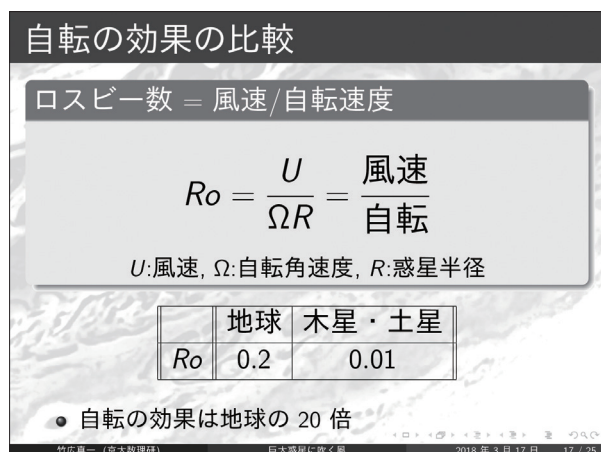 自転の効果の比較
ロスビー数 = 風速/自転速度
Ro = U/ΩR = 風速/自転
U:風速, Ω:自転角速度, R:惑星半径
地球 木星・土星
Ro 0.2 0.01
• 自転の効果は地球の 20 倍
竹広真一 (京大数理研) 巨大惑星に吹く風 2018 年 3 月 17 日 17 / 25